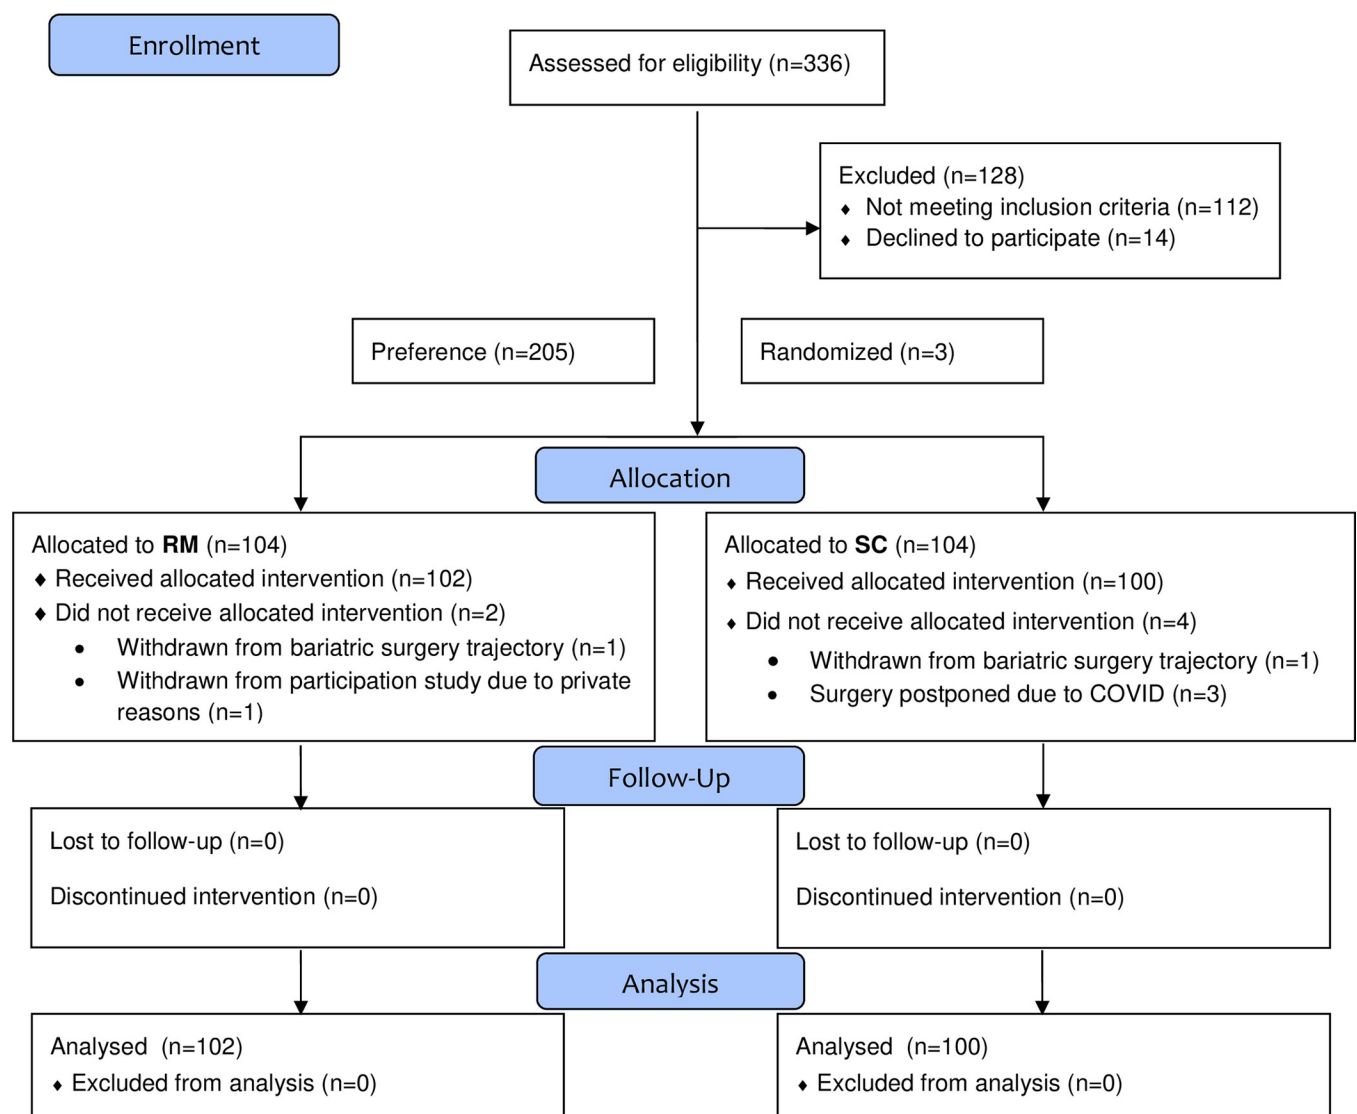 Enrollment
Assessed for eligibility (n=336)
Excluded (n=128)
♦ Not meeting inclusion criteria (n=112)
♦ Declined to participate (n=14)
Preference (n=205)
Randomized (n=3)
Allocation
Allocated to RM (n=104)
♦ Received allocated intervention (n=102)
♦ Did not receive allocated intervention (n=2)
• Withdrawn from bariatric surgery trajectory (n=1)
• Withdrawn from participation study due to private
reasons (n=1)
Allocated to SC (n=104)
♦ Received allocated intervention (n=100)
♦ Did not receive allocated intervention (n=4)
• Withdrawn from bariatric surgery trajectory (n=1)
• Surgery postponed due to COVID (n=3)
Follow-Up
Lost to follow-up (n=0)
Discontinued intervention (n=0)
Lost to follow-up (n=0)
Discontinued intervention (n=0)
Analysis
Analysed (n=102)
♦ Excluded from analysis (n=0)
Analysed (n=100)
♦ Excluded from analysis (n=0)